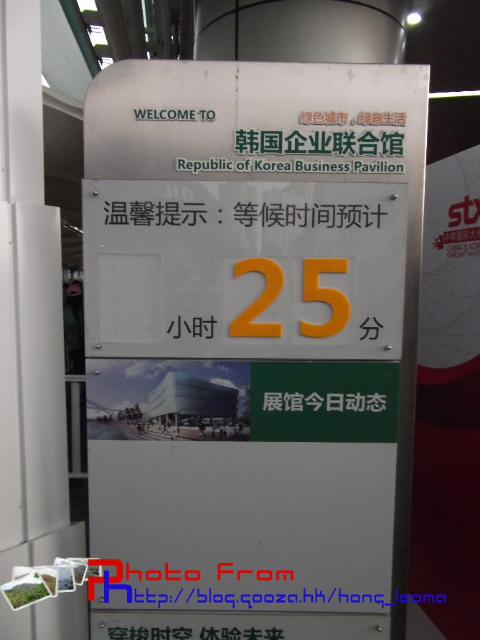 WELCOME TO
绿色城市，绿意生活
韩国企业联合馆
Republic of Korea Business Pavilion
温馨提示：等候时间预计
小时 25 分
展馆今日动态
穿梭时空 体验未来
stx
Photo From
http://blog.qooza.hk/hong_leoma